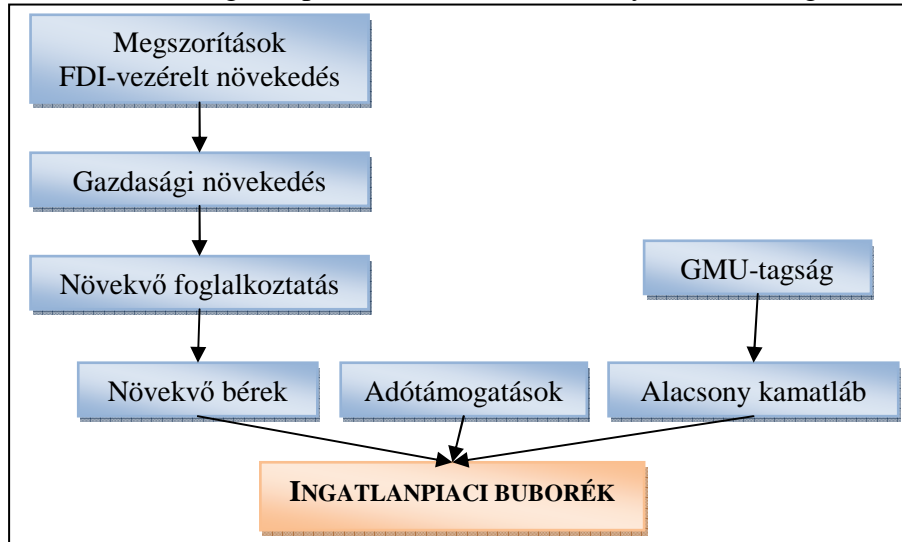 Megszorítások
FDI-vezérelt növekedés
Gazdasági növekedés
Növekvő foglalkoztatás
GMU-tagság
Növekvő bérek
Adótámogatások
Alacsony kamatláb
INGATLANPIACI BUBORÉK